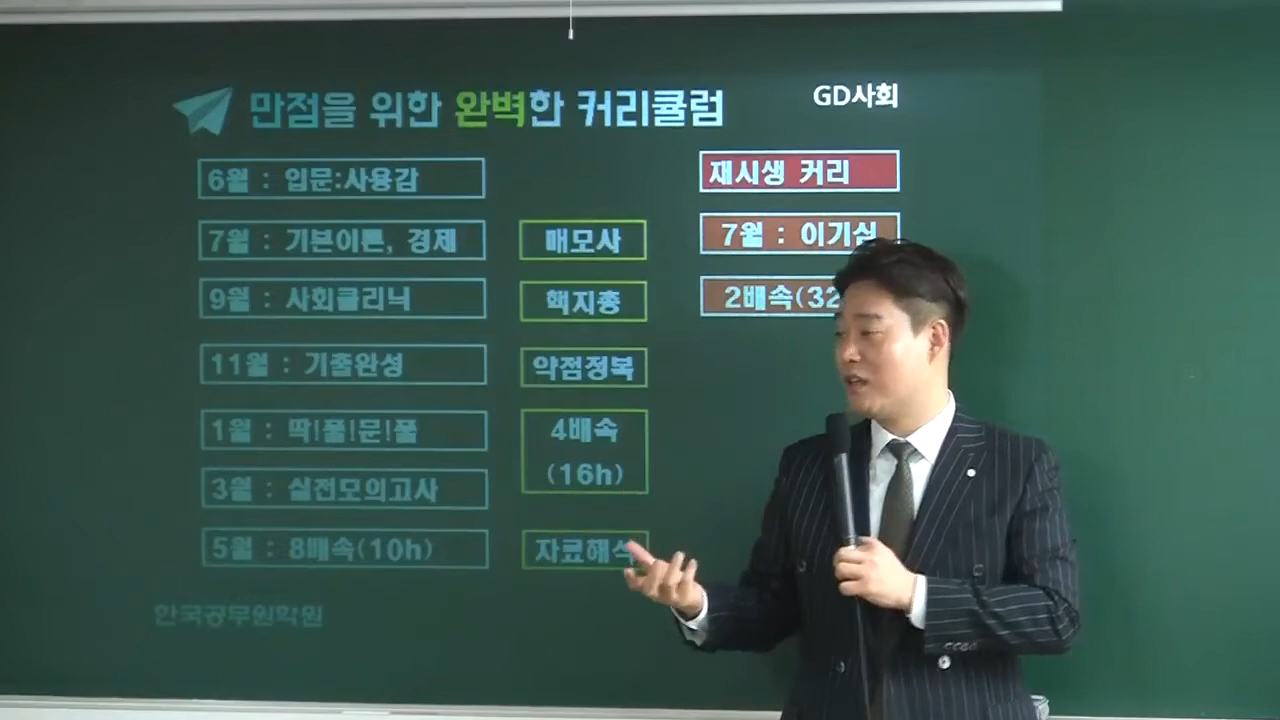 만점을 위한 완벽한 커리큘럼
GD사회
6월 : 입문:사용감
7월 : 기본이론, 경제
9월 : 사회클리닉
11월 : 기출완성
1월 : 딱!풀!문!풀
3월 : 실전모의고사
5월 : 8배속(10h)
매모사
핵지총
약점정복
4배속
(16h)
자료해석
재시생 커리
7월 : 이기심
2배속(32
한국공무원학원